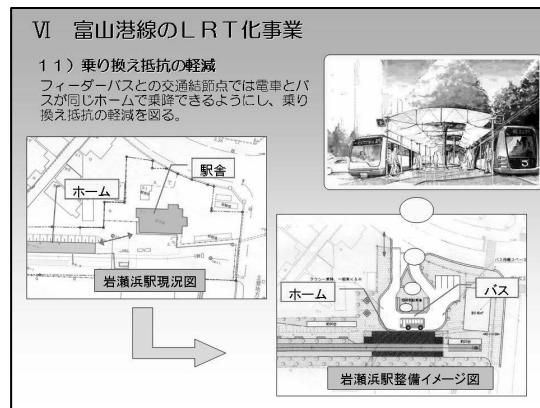 Ⅵ 富山港線のＬＲＴ化事業
１１）乗り換え抵抗の軽減
フィーダーバスとの交通結節点では電車とバ
スが同じホームで乗降できるようにし、乗り
換え抵抗の軽減を図る。
駅舎
ホーム
岩瀬浜駅現況図
ホーム
バス
岩瀬浜駅整備イメージ図